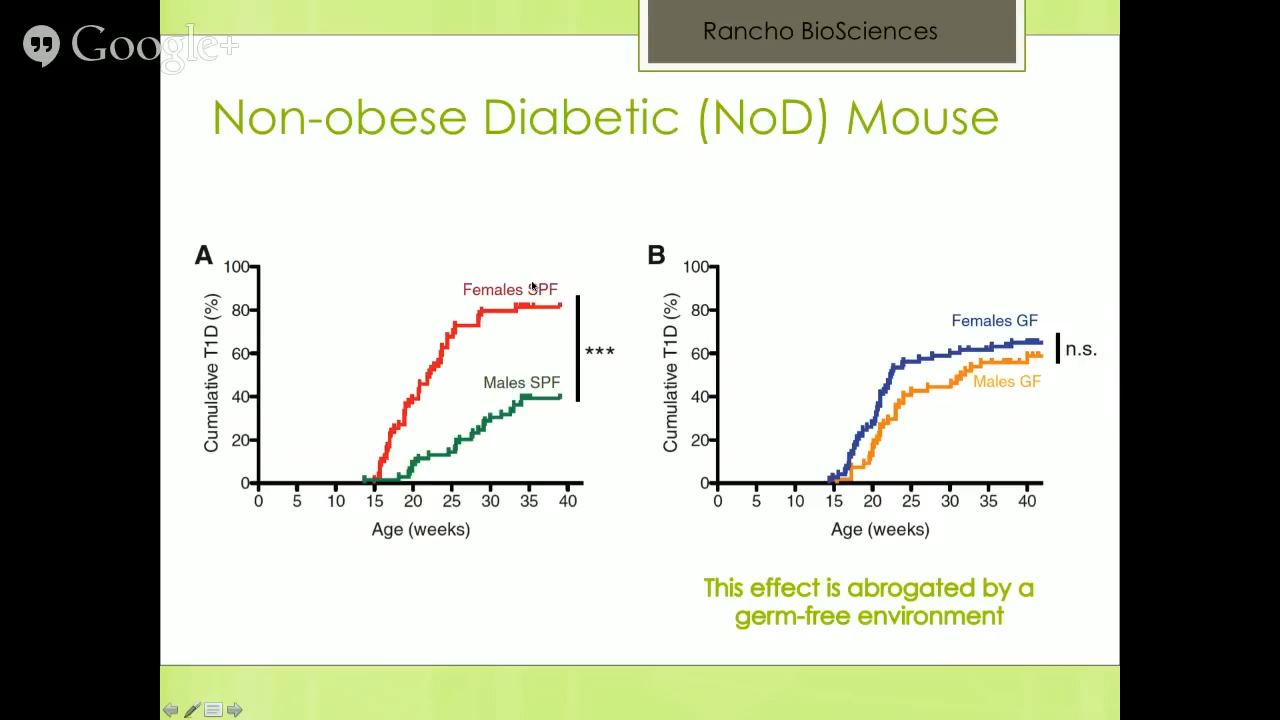 Google+
Rancho BioSciences
Non-obese Diabetic (NoD) Mouse
A
100
80
60
40
20
0
Cumulative T1D (%)
Females SPF
Males SPF
***
0 5 10 15 20 25 30 35 40
Age (weeks)
B
100
80
60
40
20
0
Cumulative T1D (%)
Females GF
n.s.
Males GF
0 5 10 15 20 25 30 35 40
Age (weeks)
This effect is abrogated by a
germ-free environment